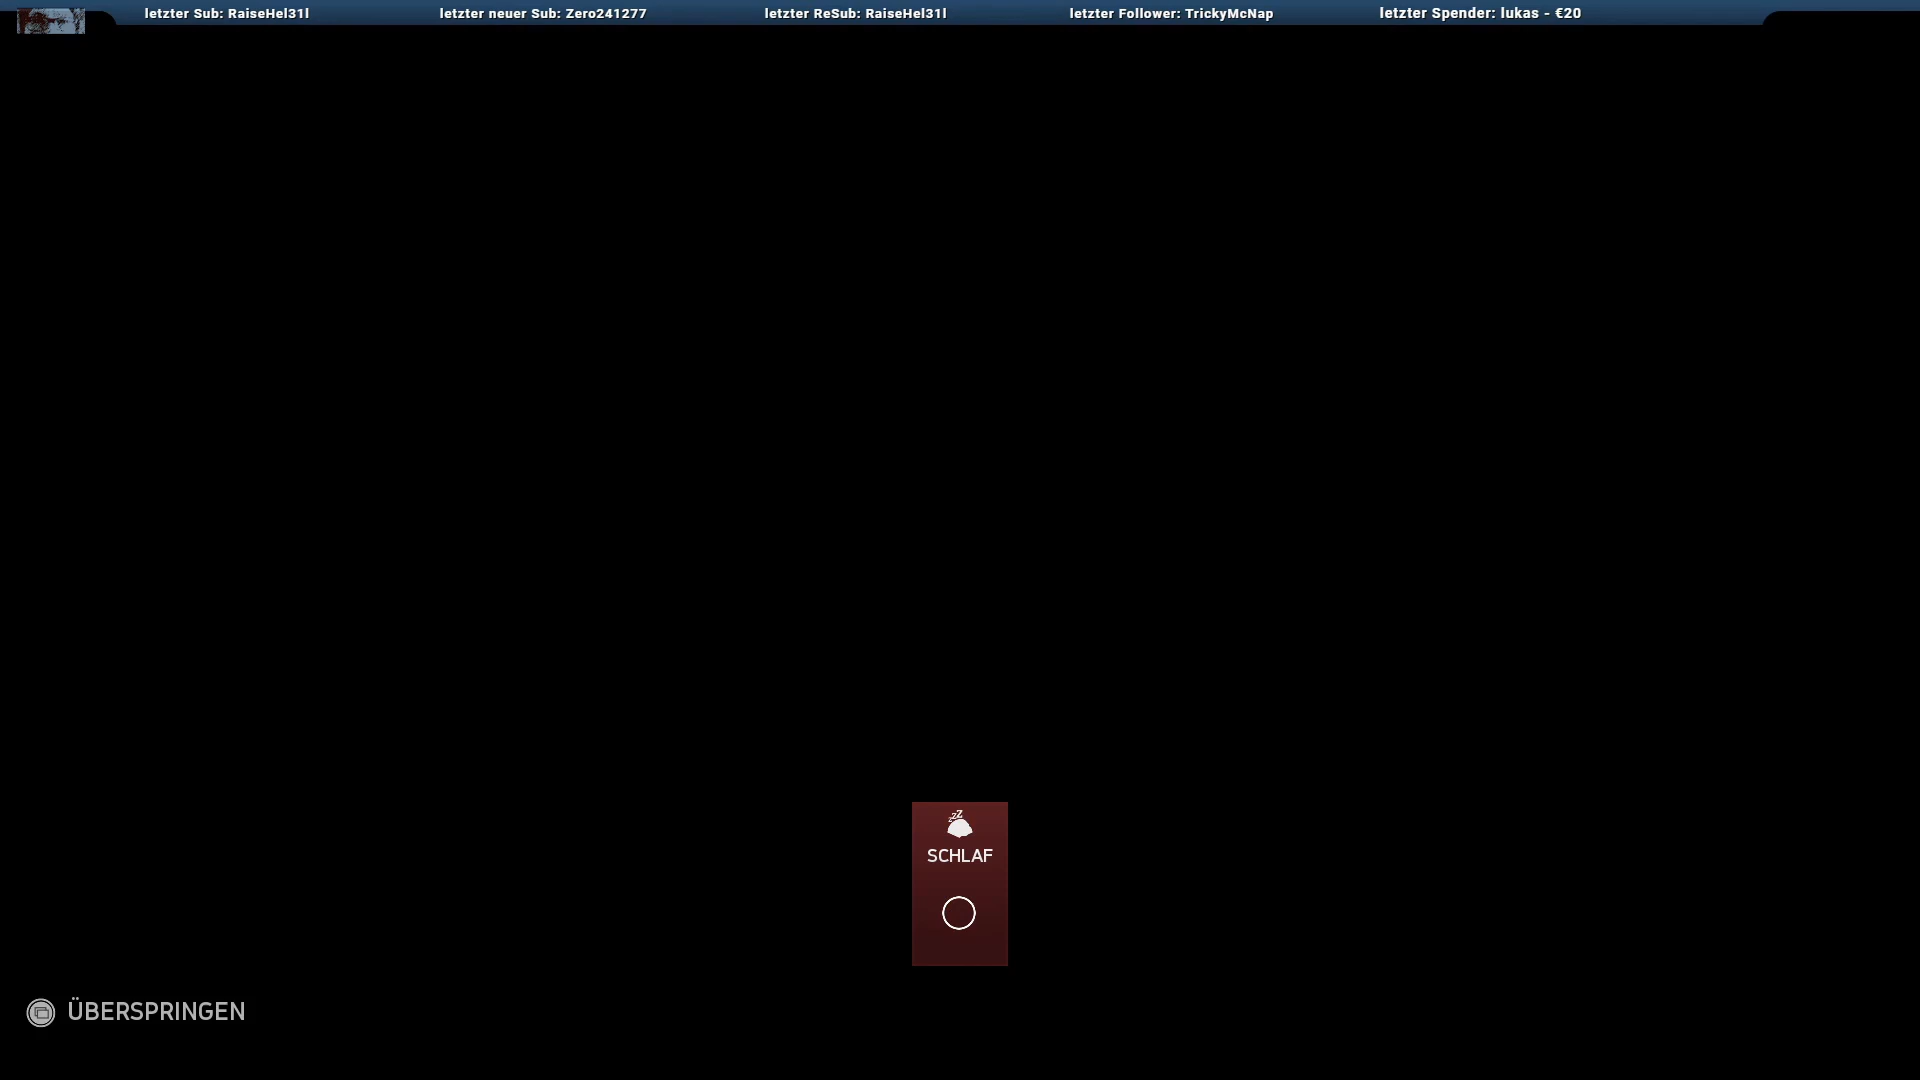 letzter Sub: RaiseHel31l
letzter neuer Sub: Zero241277
letzter ReSub: RaiseHel31l
letzter Follower: TrickyMcNap
letzter Spender: lukas - €20
zzZ
SCHLAF
ÜBERSPRINGEN